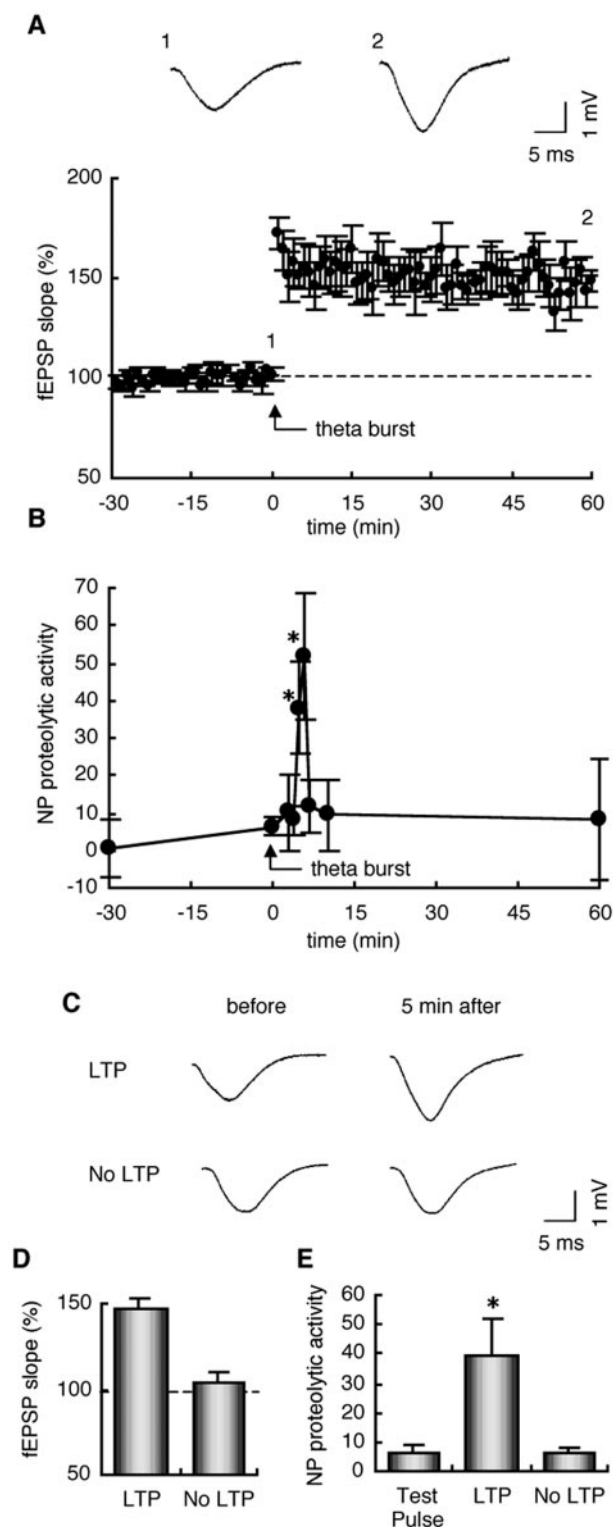 A
1
2
1 mV
5 ms
200
150
100
50
fEPSP slope (%)
2
1
theta burst
-30
-15
0
15
30
45
60
time (min)
B
70
60
50
40
30
20
10
0
-10
NP proteolytic activity
*
*
theta burst
-30
-15
0
15
30
45
60
time (min)
C
before
5 min after
LTP
No LTP
1 mV
5 ms
D
150
100
50
fEPSP slope (%)
LTP
No LTP
E
60
50
40
30
20
10
0
NP proteolytic activity
*
Test
Pulse
LTP
No LTP